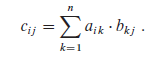 $c_{ij} = \sum_{k=1}^{n} a_{ik} \cdot b_{kj} \, .$